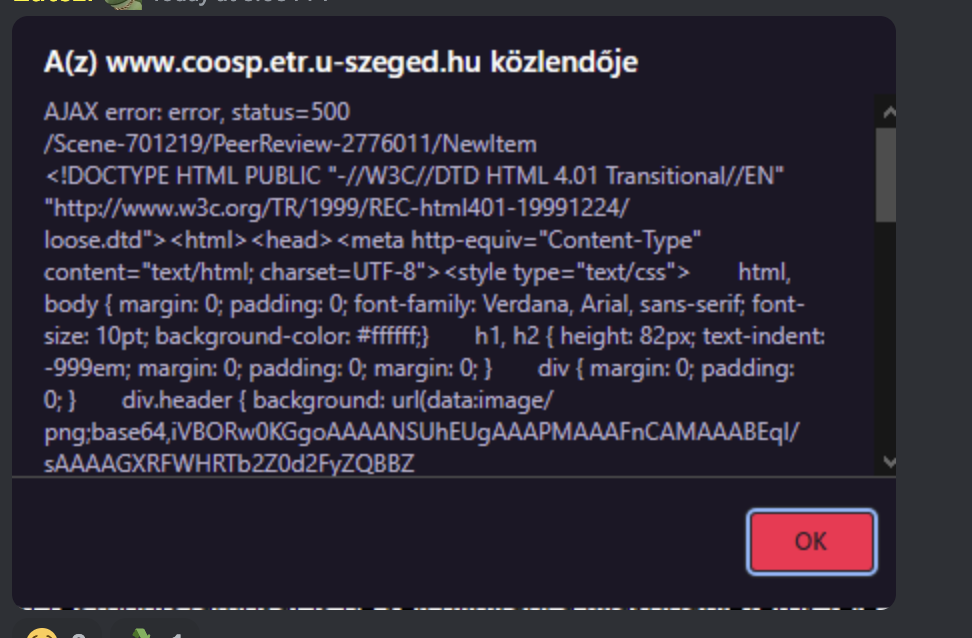 A(z) www.coosp.etr.u-szeged.hu közlendője
AJAX error: error, status=500
/Scene-701219/PeerReview-2776011/NewItem
<!DOCTYPE HTML PUBLIC "-//W3C//DTD HTML 4.01 Transitional//EN"
"http://www.w3c.org/TR/1999/REC-html401-19991224/
loose.dtd"><html><head><meta http-equiv="Content-Type"
content="text/html; charset=UTF-8"><style type="text/css">      html,
body { margin: 0; padding: 0; font-family: Verdana, Arial, sans-serif; font-
size: 10pt; background-color: #ffffff;}      h1, h2 { height: 82px; text-indent:
-999em; margin: 0; padding: 0; margin: 0; }      div { margin: 0; padding:
0; }      div.header { background: url(data:image/
png;base64,iVBORw0KGgoAAAANSUhEUgAAAPMAAAFnCAMAAABEqI/
sAAAAGXRFWHRTb2Z0d2FyZQBBZ
OK